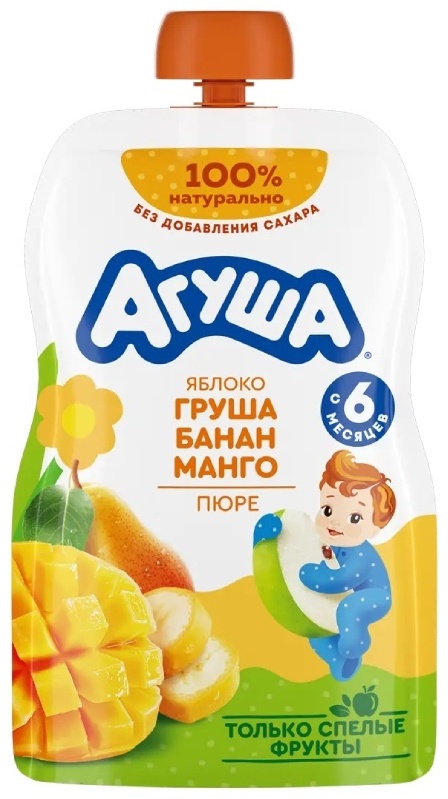 100%
натурально
БЕЗ ДОБАВЛЕНИЯ САХАРА
АГУША®
ЯБЛОКО
ГРУША
БАНАН
МАНГО
ПЮРЕ
С 6 МЕСЯЦЕВ
ТОЛЬКО СПЕЛЫЕ
ФРУКТЫ